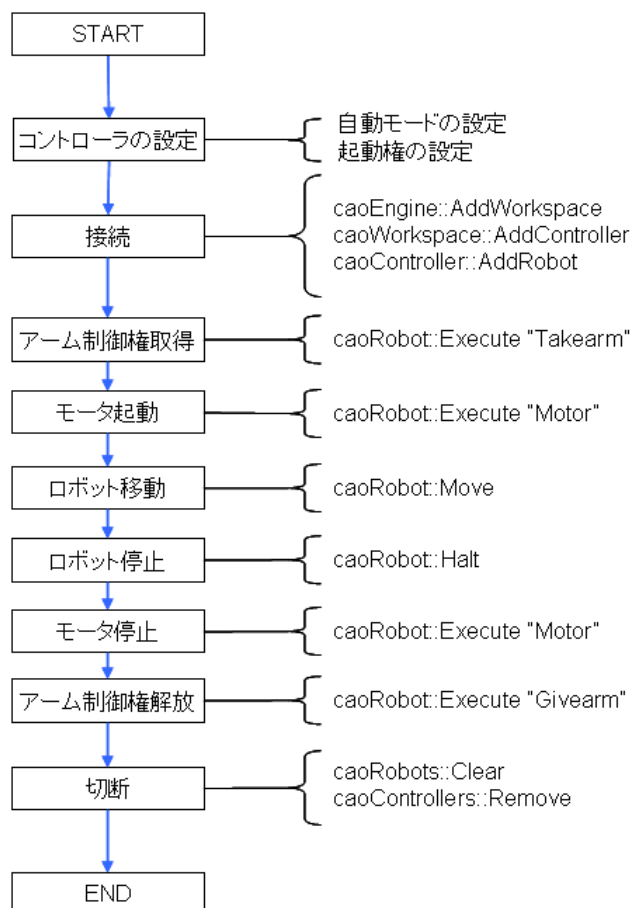 START
コントローラの設定
自動モードの設定
起動権の設定
接続
caoEngine::AddWorkspace
caoWorkspace::AddController
caoController::AddRobot
アーム制御権取得
caoRobot::Execute "Takearm"
モータ起動
caoRobot::Execute "Motor"
ロボット移動
caoRobot::Move
ロボット停止
caoRobot::Halt
モータ停止
caoRobot::Execute "Motor"
アーム制御権解放
caoRobot::Execute "Givearm"
切断
caoRobots::Clear
caoControllers::Remove
END